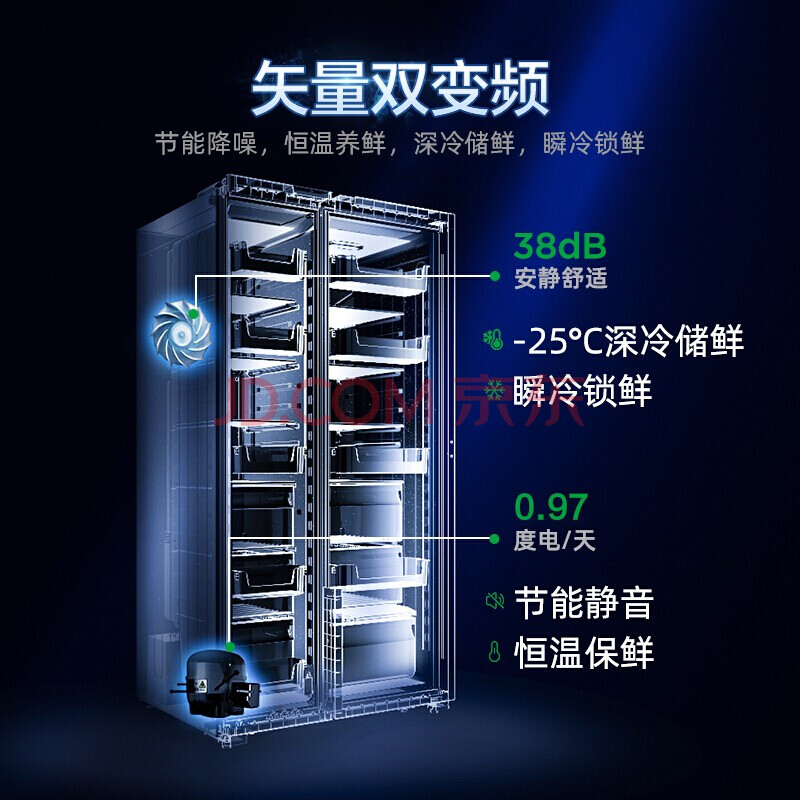 矢量双变频
节能降噪，恒温养鲜，深冷储鲜，瞬冷锁鲜
38dB
安静舒适
-25°C深冷储鲜
瞬冷锁鲜
JD.COM 京东
0.97
度电/天
节能静音
恒温保鲜